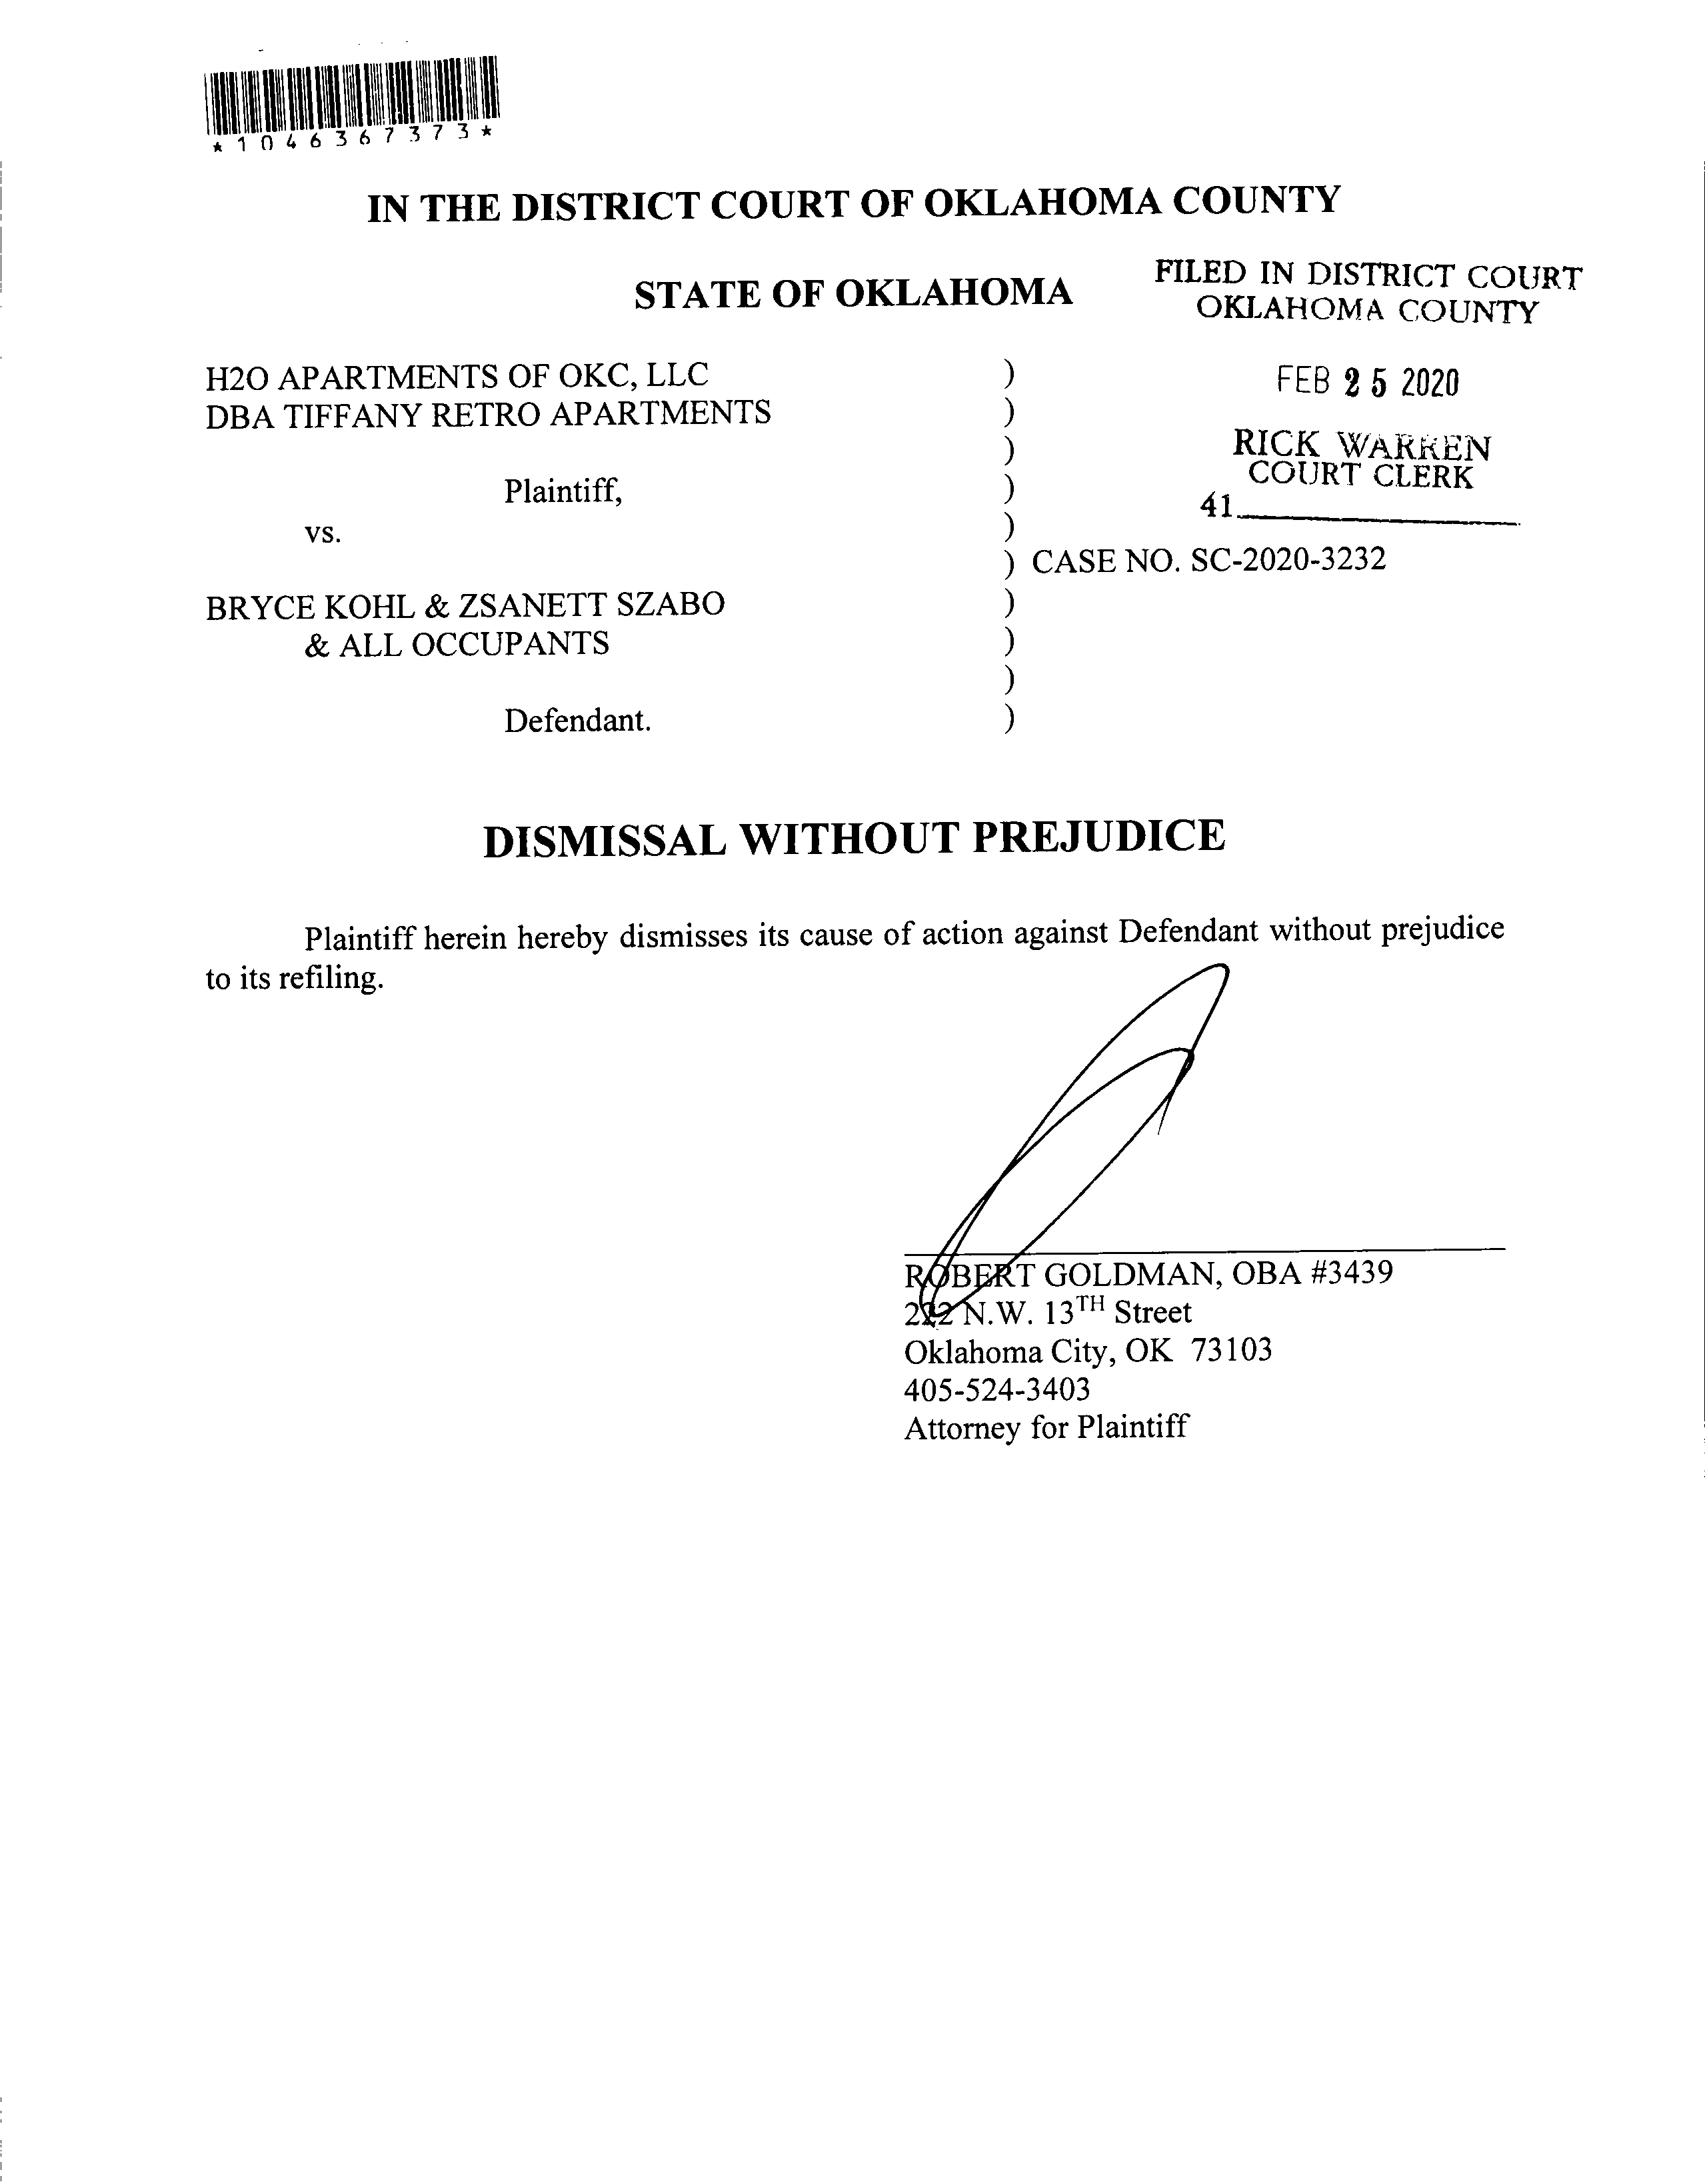 *1046367373*
IN THE DISTRICT COURT OF OKLAHOMA COUNTY
STATE OF OKLAHOMA
FILED IN DISTRICT COURT
OKLAHOMA COUNTY
FEB 25 2020
RICK WARREN
COURT CLERK
41
H2O APARTMENTS OF OKC, LLC )
DBA TIFFANY RETRO APARTMENTS )
)
Plaintiff, )
vs. )
) CASE NO. SC-2020-3232
BRYCE KOHL & ZSANETT SZABO )
& ALL OCCUPANTS )
)
Defendant. )
DISMISSAL WITHOUT PREJUDICE
Plaintiff herein hereby dismisses its cause of action against Defendant without prejudice
to its refiling.
ROBERT GOLDMAN, OBA #3439
222 N.W. 13TH Street
Oklahoma City, OK 73103
405-524-3403
Attorney for Plaintiff